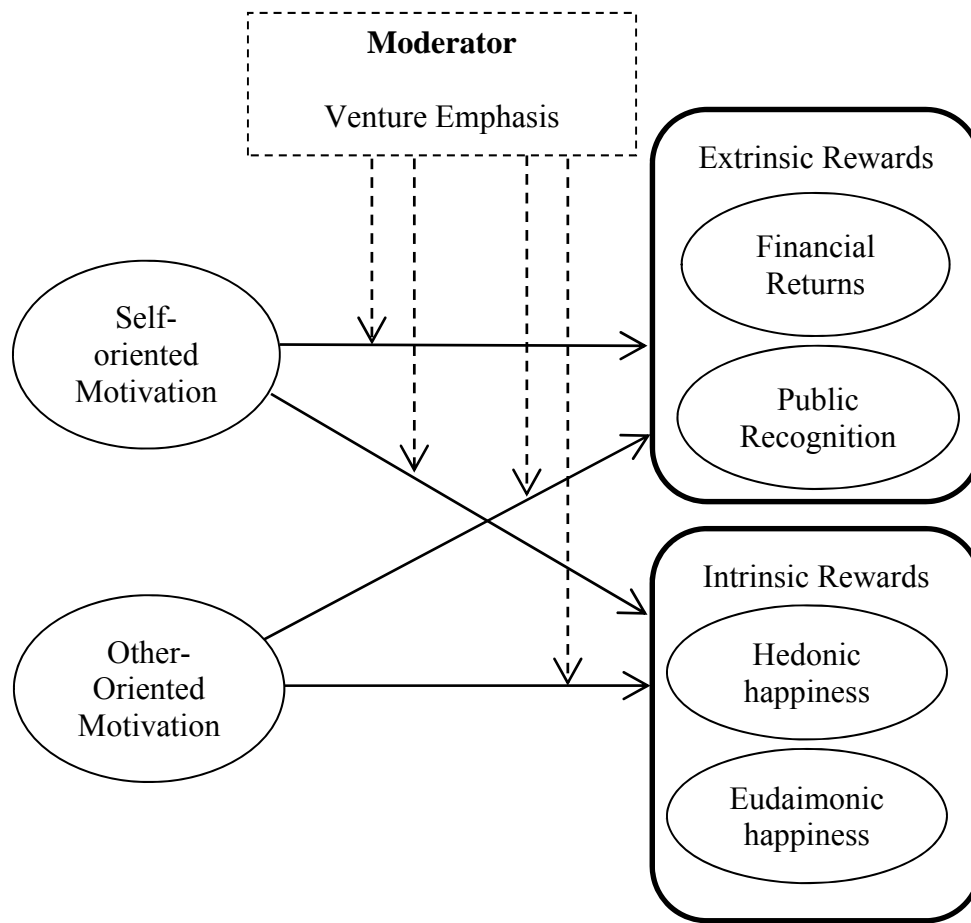 Moderator
Venture Emphasis
Extrinsic Rewards
Financial
Returns
Public
Recognition
Self-
oriented
Motivation
Other-
Oriented
Motivation
Intrinsic Rewards
Hedonic
happiness
Eudaimonic
happiness